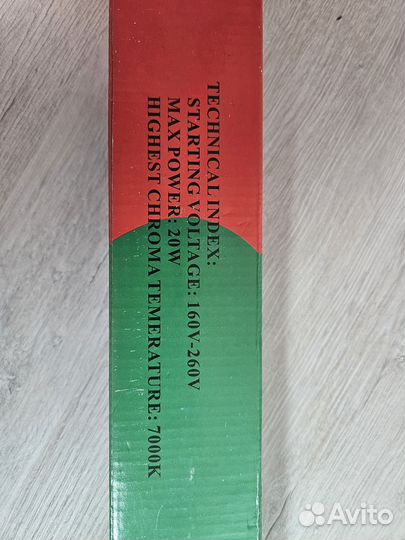 TECHNICAL INDEX:
STARTING VOLTAGE: 160V-260V
MAX POWER: 20W
HIGHEST CHROMA TEMERATURE: 7000K
Avito